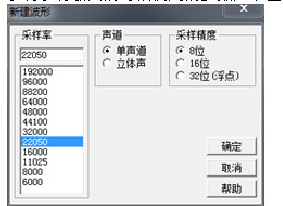 新建波形
X
采样率
22050
192000
96000
88200
64000
48000
44100
32000
22050
16000
11025
8000
6000
声道
单声道
立体声
采样精度
8位
16位
32位(浮点)
确定
取消
帮助